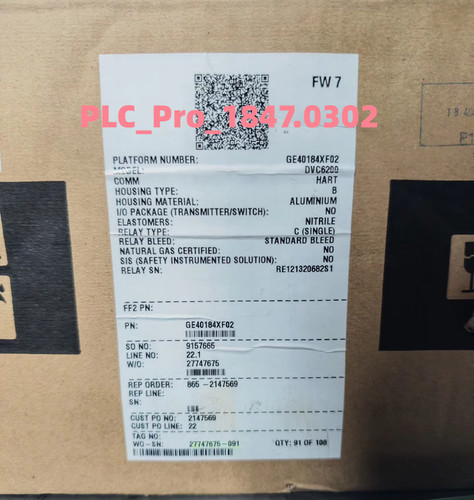 FW 7
PLC_Pro_1847.0302
PLATFORM NUMBER: GE40184XF02
MODEL: DVC6200
COMM HART
HOUSING TYPE: B
HOUSING MATERIAL: ALUMINIUM
I/O PACKAGE (TRANSMITTER/SWITCH): NO
ELASTOMERS: NITRILE
RELAY TYPE: C (SINGLE)
RELAY BLEED: STANDARD BLEED
NATURAL GAS CERTIFIED: NO
SIS (SAFETY INSTRUMENTED SOLUTION): NO
RELAY SN: RE121320682S1
FF2 PN:
PN: GE40184XF02
SO NO: 9157665
LINE NO: 22.1
W/O: 27747675
REP ORDER: 865 -2147569
REP LINE:
SN:
CUST PO NO: 2147569
CUST PO LINE: 22
TAG NO:
WO-SN: 27747675-091 QTY: 91 OF 100